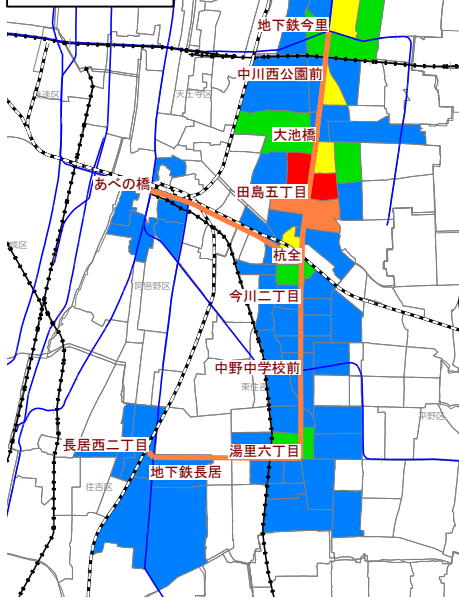 地下鉄今里
中川西公園前
天王寺区
大池橋
あべの橋
田島五丁目
杭全
阿倍野区
今川二丁目
中野中学校前
東住吉
平野区
長居西二丁目
湯里六丁目
地下鉄長居
住吉区